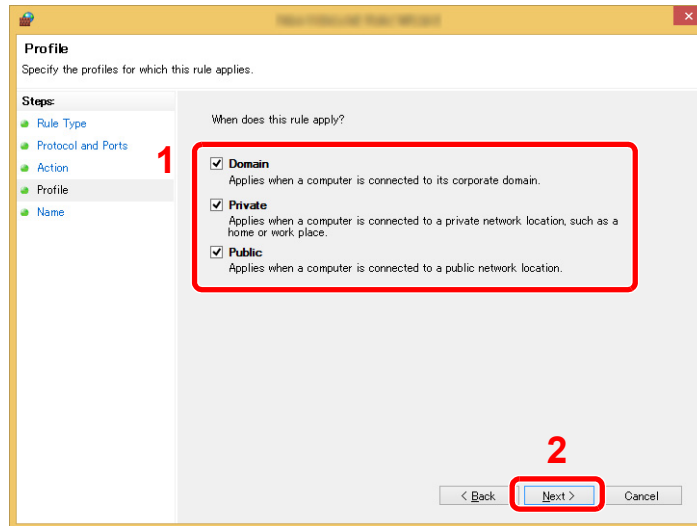 Profile
Specify the profiles for which this rule applies.
Steps:
Rule Type
Protocol and Ports
Action
Profile
Name
When does this rule apply?
1
Domain
Applies when a computer is connected to its corporate domain.
Private
Applies when a computer is connected to a private network location, such as a
home or work place.
Public
Applies when a computer is connected to a public network location.
2
< Back
Next >
Cancel